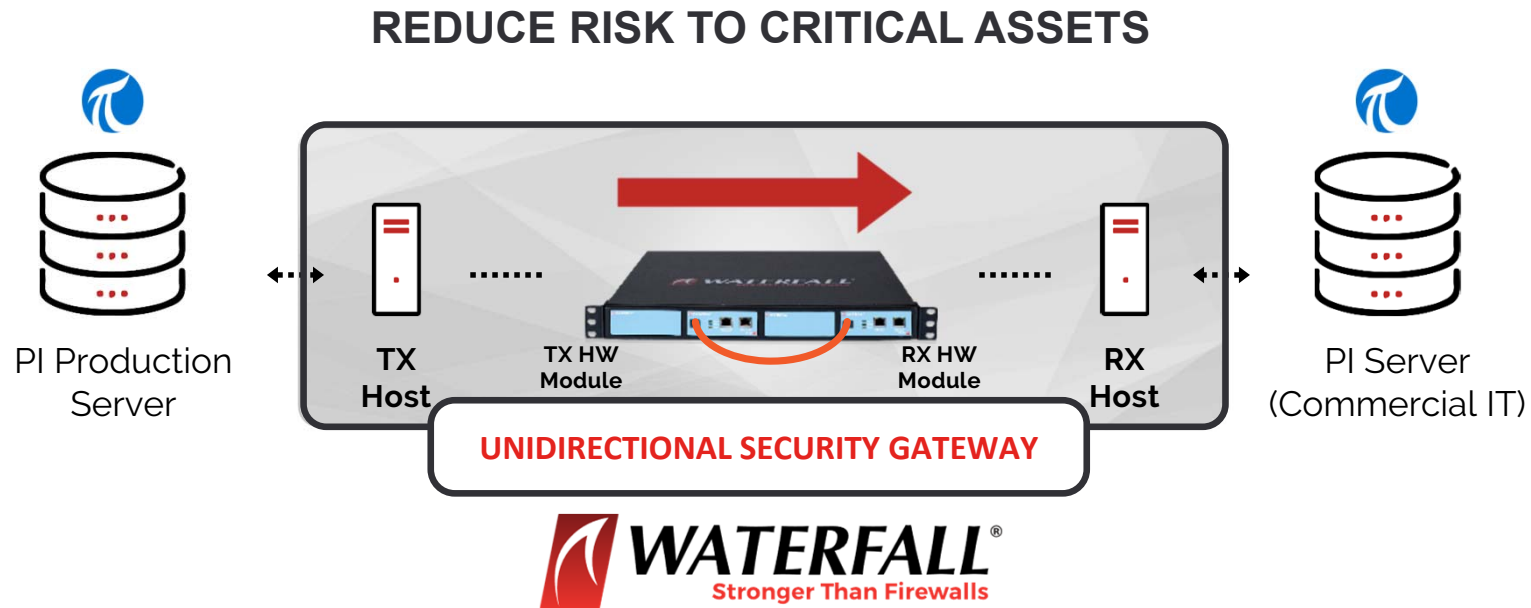 REDUCE RISK TO CRITICAL ASSETS
WATERFALL
TX HW
Module
RX HW
Module
TX
Host
RX
Host
PI Production
Server
PI Server
(Commercial IT)
UNIDIRECTIONAL SECURITY GATEWAY
WATERFALL®
Stronger Than Firewalls